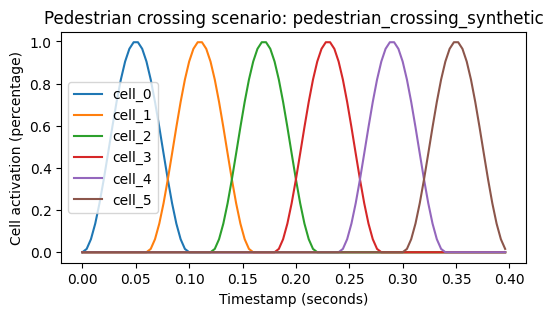 Pedestrian crossing scenario: pedestrian_crossing_synthetic
Cell activation (percentage)
1.0
0.8
0.6
0.4
0.2
0.0
cell_0
cell_1
cell_2
cell_3
cell_4
cell_5
0.00 0.05 0.10 0.15 0.20 0.25 0.30 0.35 0.40
Timestamp (seconds)